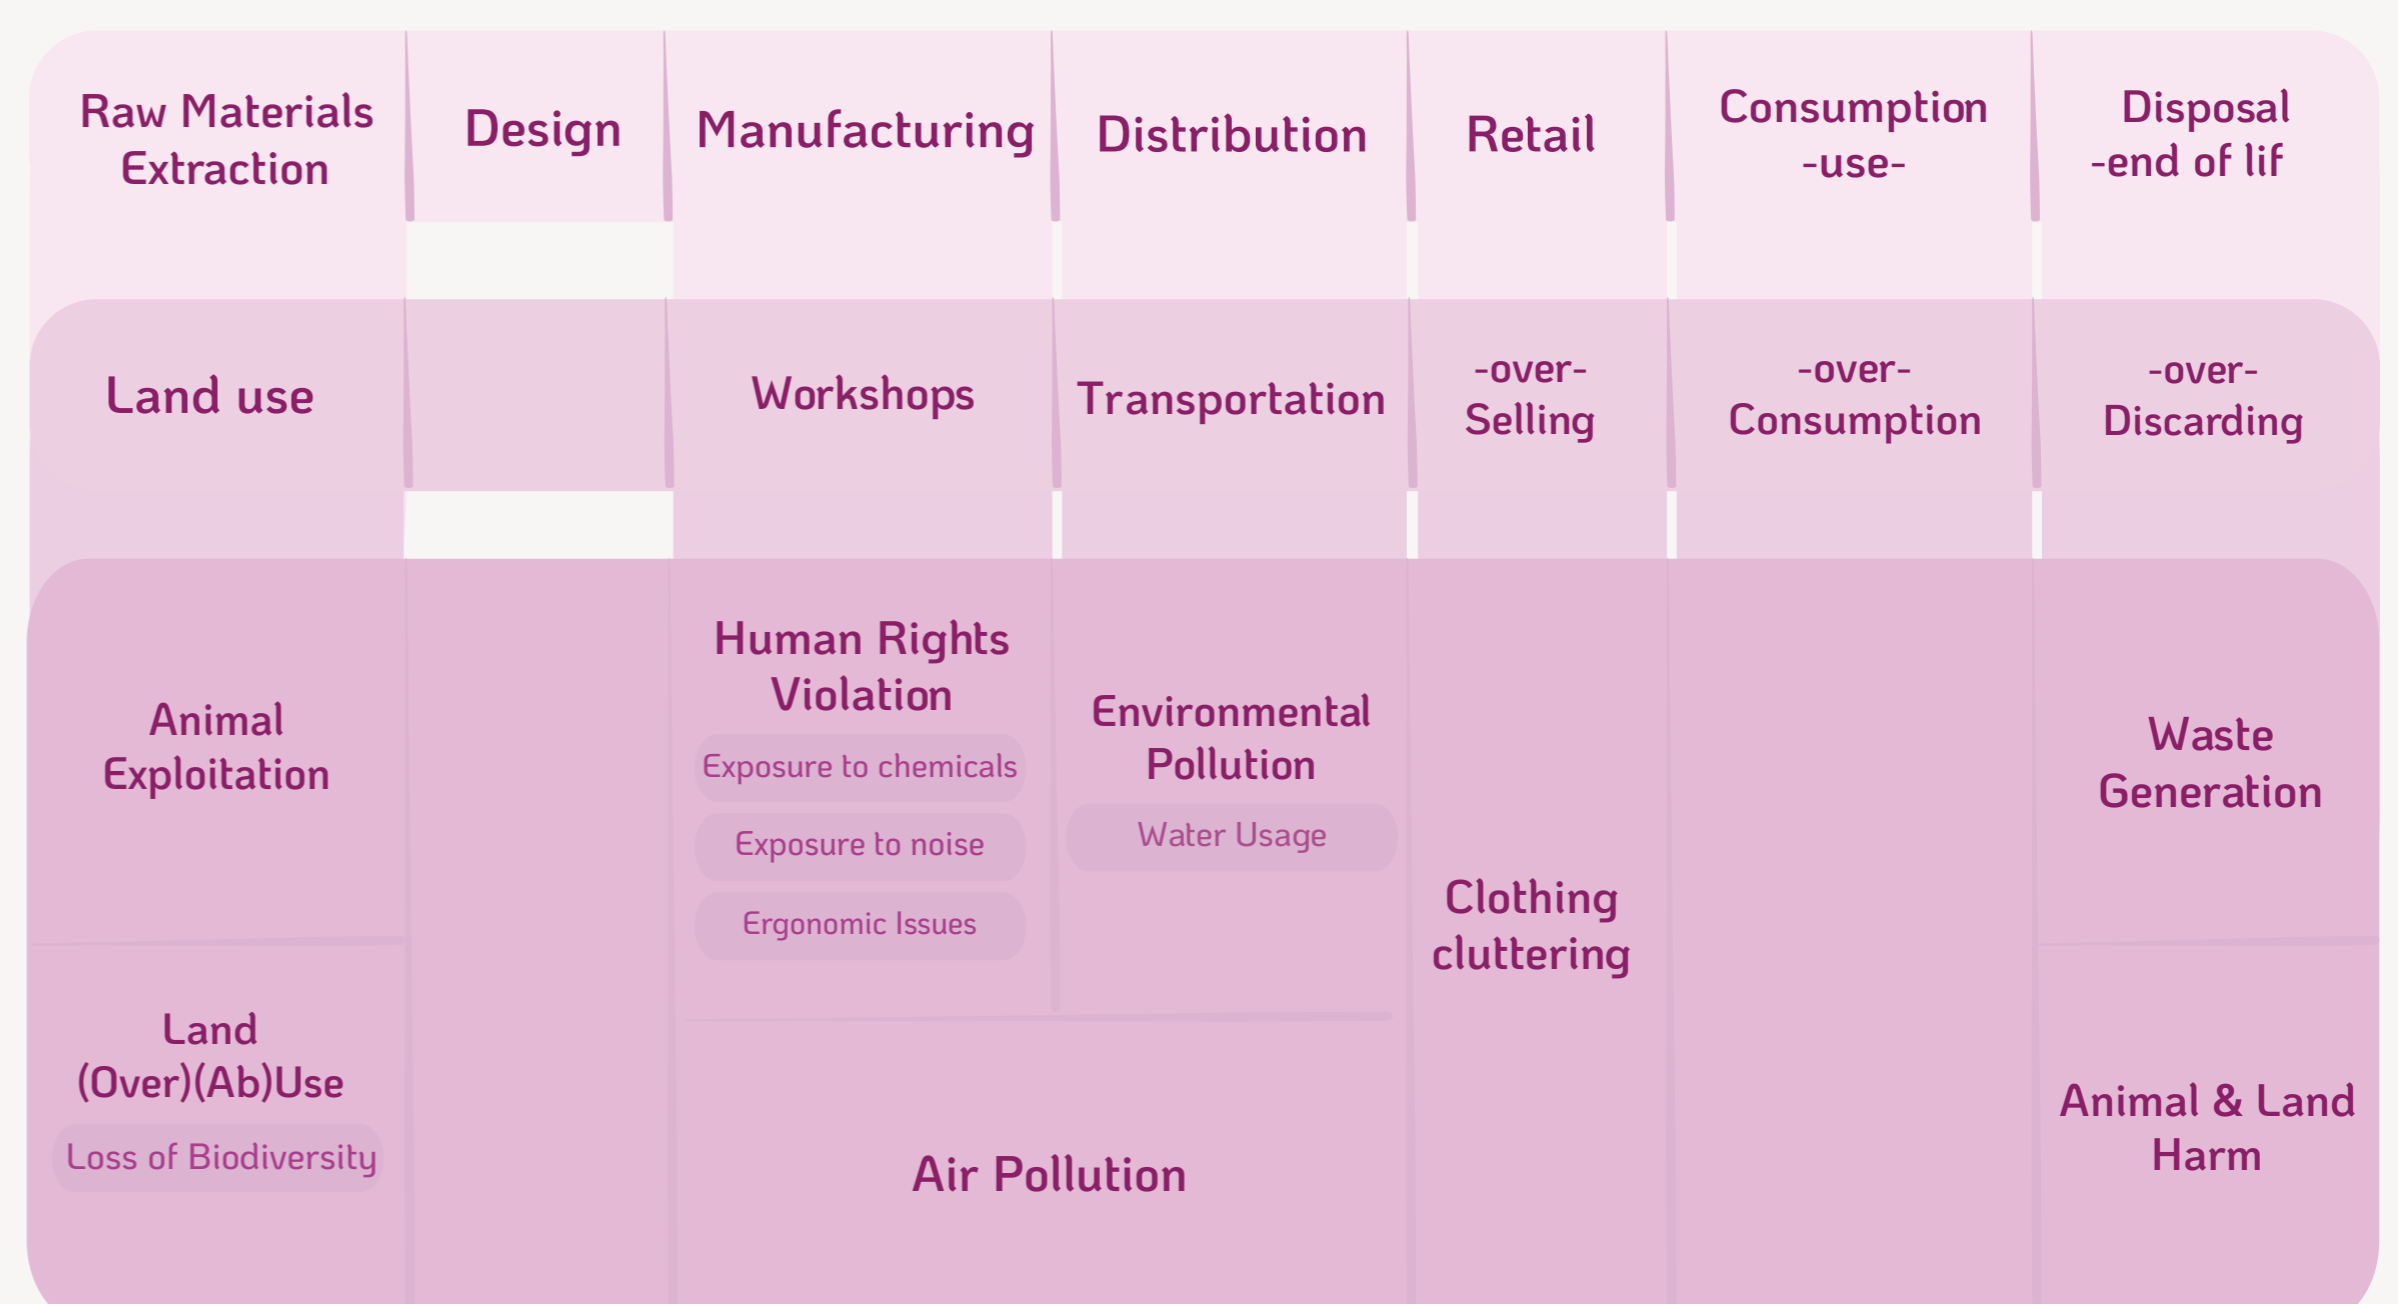 Raw Materials
Extraction
Design
Manufacturing
Distribution
Retail
Consumption
-use-
Disposal
-end of lif
Land use
Workshops
Transportation
-over-
Selling
-over-
Consumption
-over-
Discarding
Animal
Exploitation
Land
(Over)(Ab)Use
Loss of Biodiversity
Human Rights
Violation
Exposure to chemicals
Exposure to noise
Ergonomic Issues
Environmental
Pollution
Water Usage
Air Pollution
Clothing
cluttering
Waste
Generation
Animal & Land
Harm